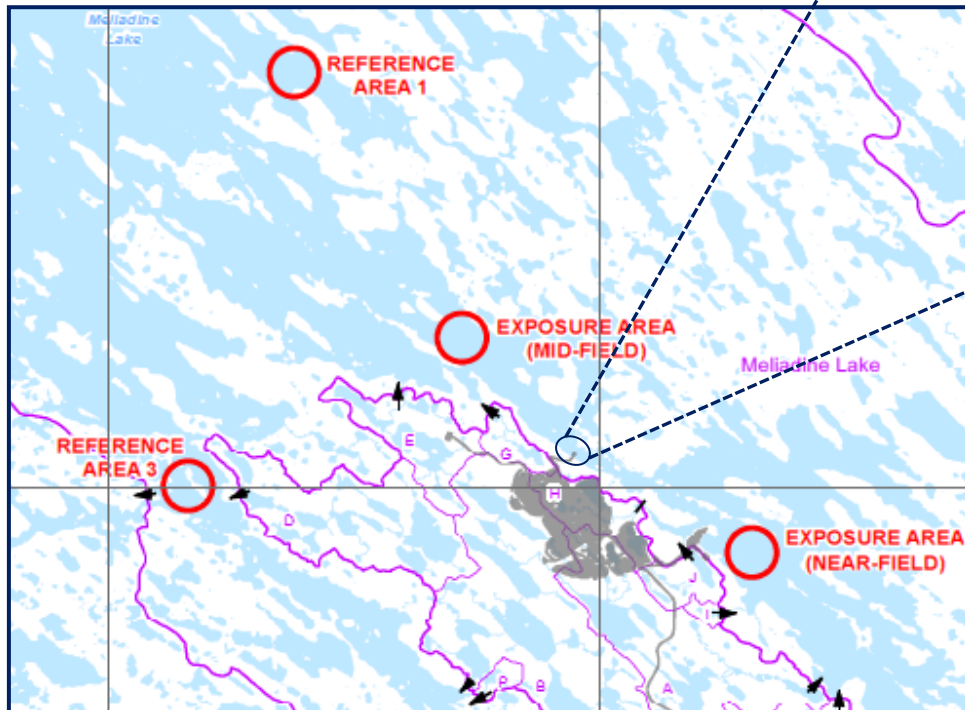 Meliadine
Lake
REFERENCE
AREA 1
EXPOSURE AREA
(MID-FIELD)
Meliadine Lake
REFERENCE
AREA 3
E
G
H
D
EXPOSURE AREA
(NEAR-FIELD)
J
I
P
B
A